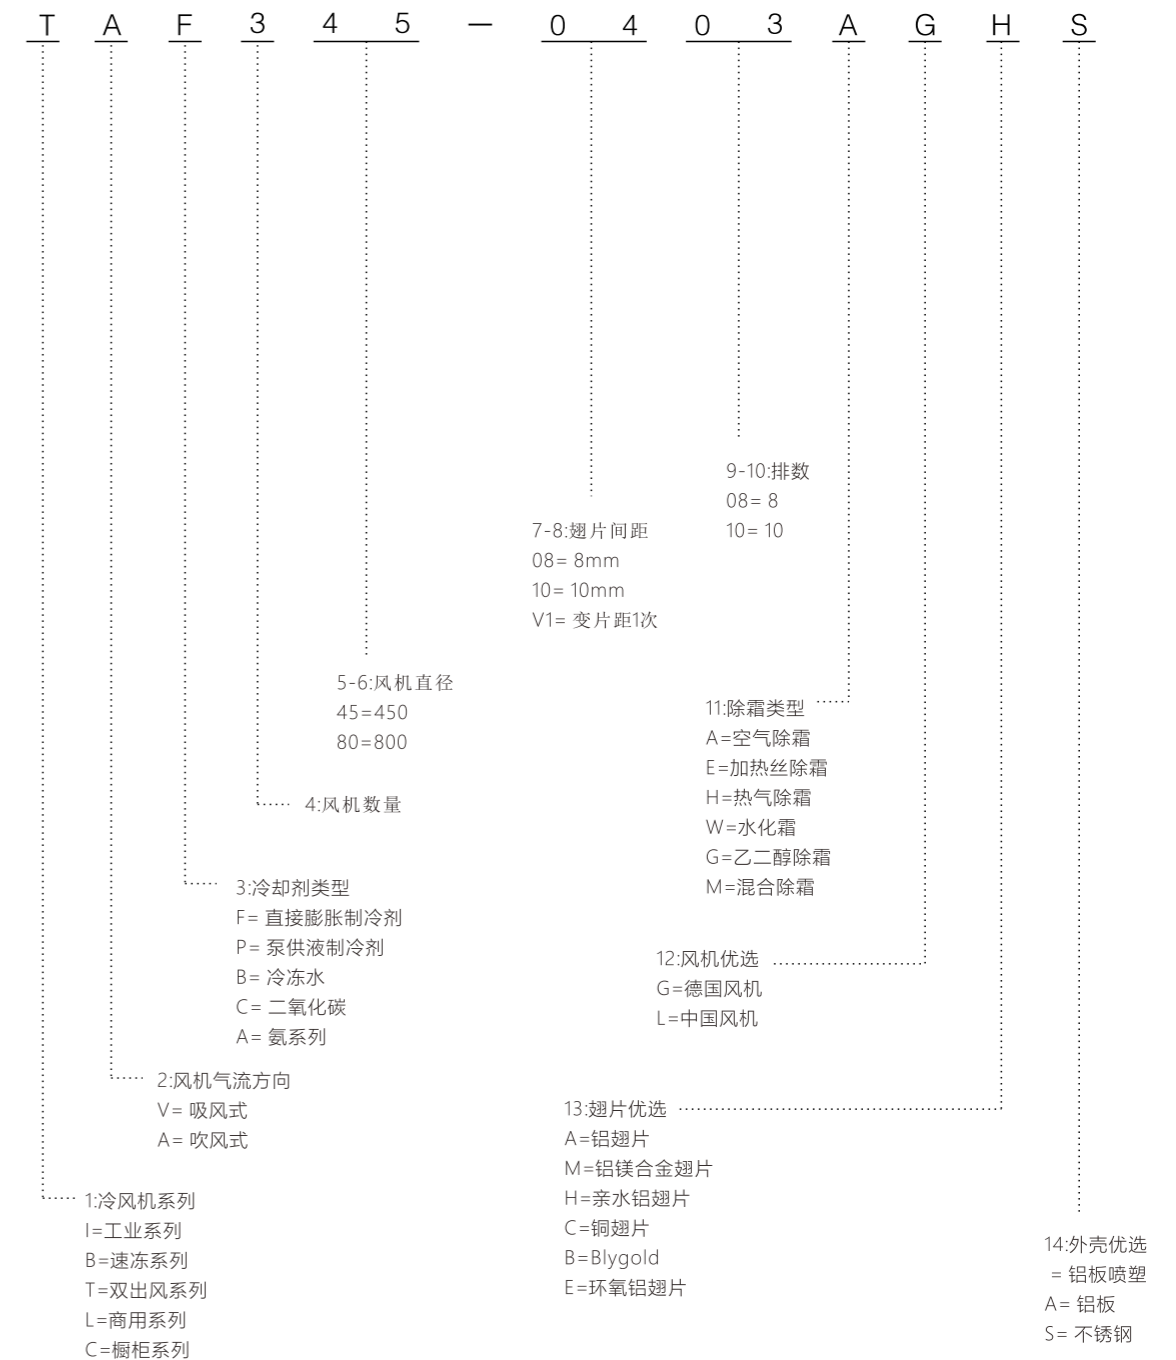 T A F 3 4 5 — 0 4 0 3 A G H S
9-10:排数
08= 8
10= 10
7-8:翅片间距
08= 8mm
10= 10mm
V1= 变片距1次
5-6:风机直径
45=450
80=800
11:除霜类型
A=空气除霜
E=加热丝除霜
H=热气除霜
W=水化霜
G=乙二醇除霜
M=混合除霜
4:风机数量
3:冷却剂类型
F= 直接膨胀制冷剂
P= 泵供液制冷剂
B= 冷冻水
C= 二氧化碳
A= 氨系列
12:风机优选
G=德国风机
L=中国风机
2:风机气流方向
V= 吸风式
A= 吹风式
13:翅片优选
A=铝翅片
M=铝镁合金翅片
H=亲水铝翅片
C=铜翅片
B=Blygold
E=环氧铝翅片
1:冷风机系列
I=工业系列
B=速冻系列
T=双出风系列
L=商用系列
C=橱柜系列
14:外壳优选
= 铝板喷塑
A= 铝板
S= 不锈钢